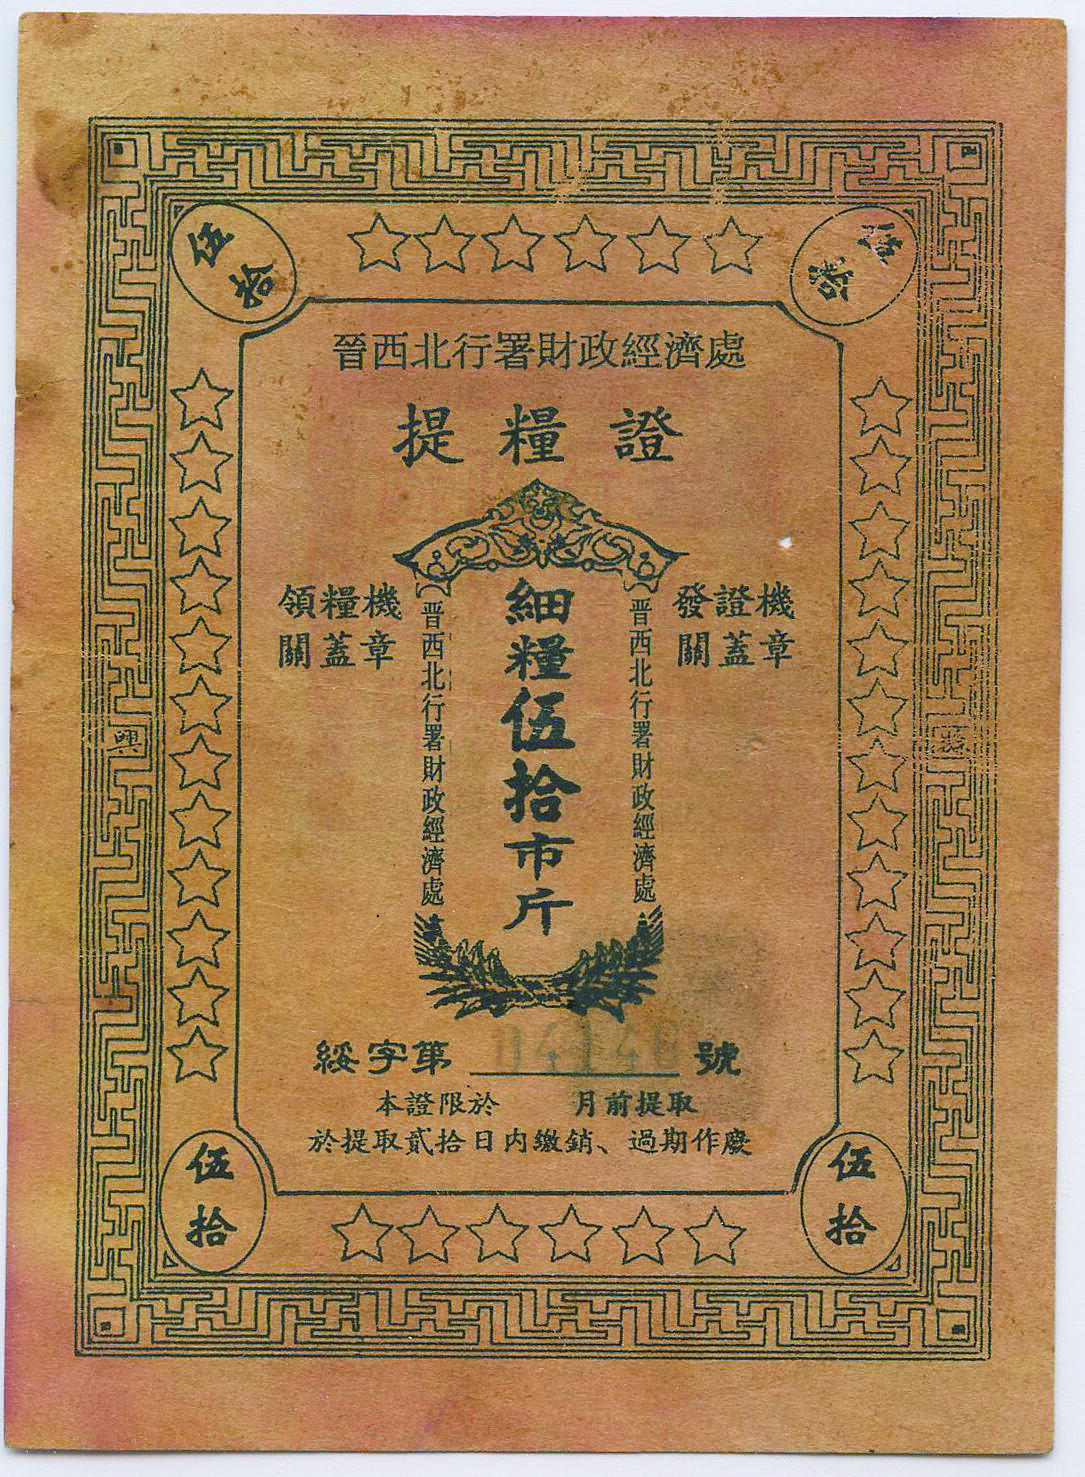 伍拾
伍拾
晉西北行署財政經濟處
提糧證
發證機
關蓋章
晉西北行署財政經濟處
細糧伍拾市斤
晉西北行署財政經濟處
領糧機
關蓋章
興
綏字第 04146 號
本證限於 月前提取
於提取貳拾日內繳銷、過期作廢
伍拾
伍拾